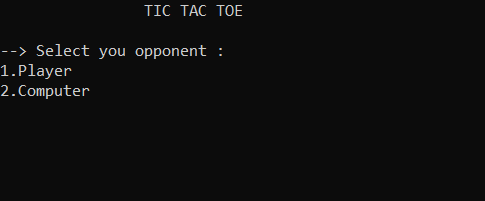 TIC TAC TOE
--> Select you opponent :
1.Player
2.Computer